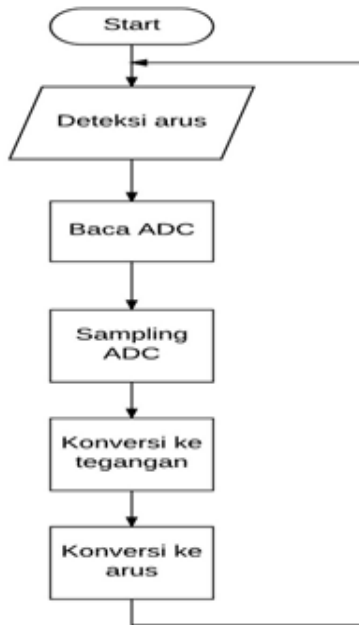 Start
Deteksi arus
Baca ADC
Sampling
ADC
Konversi ke
tegangan
Konversi ke
arus